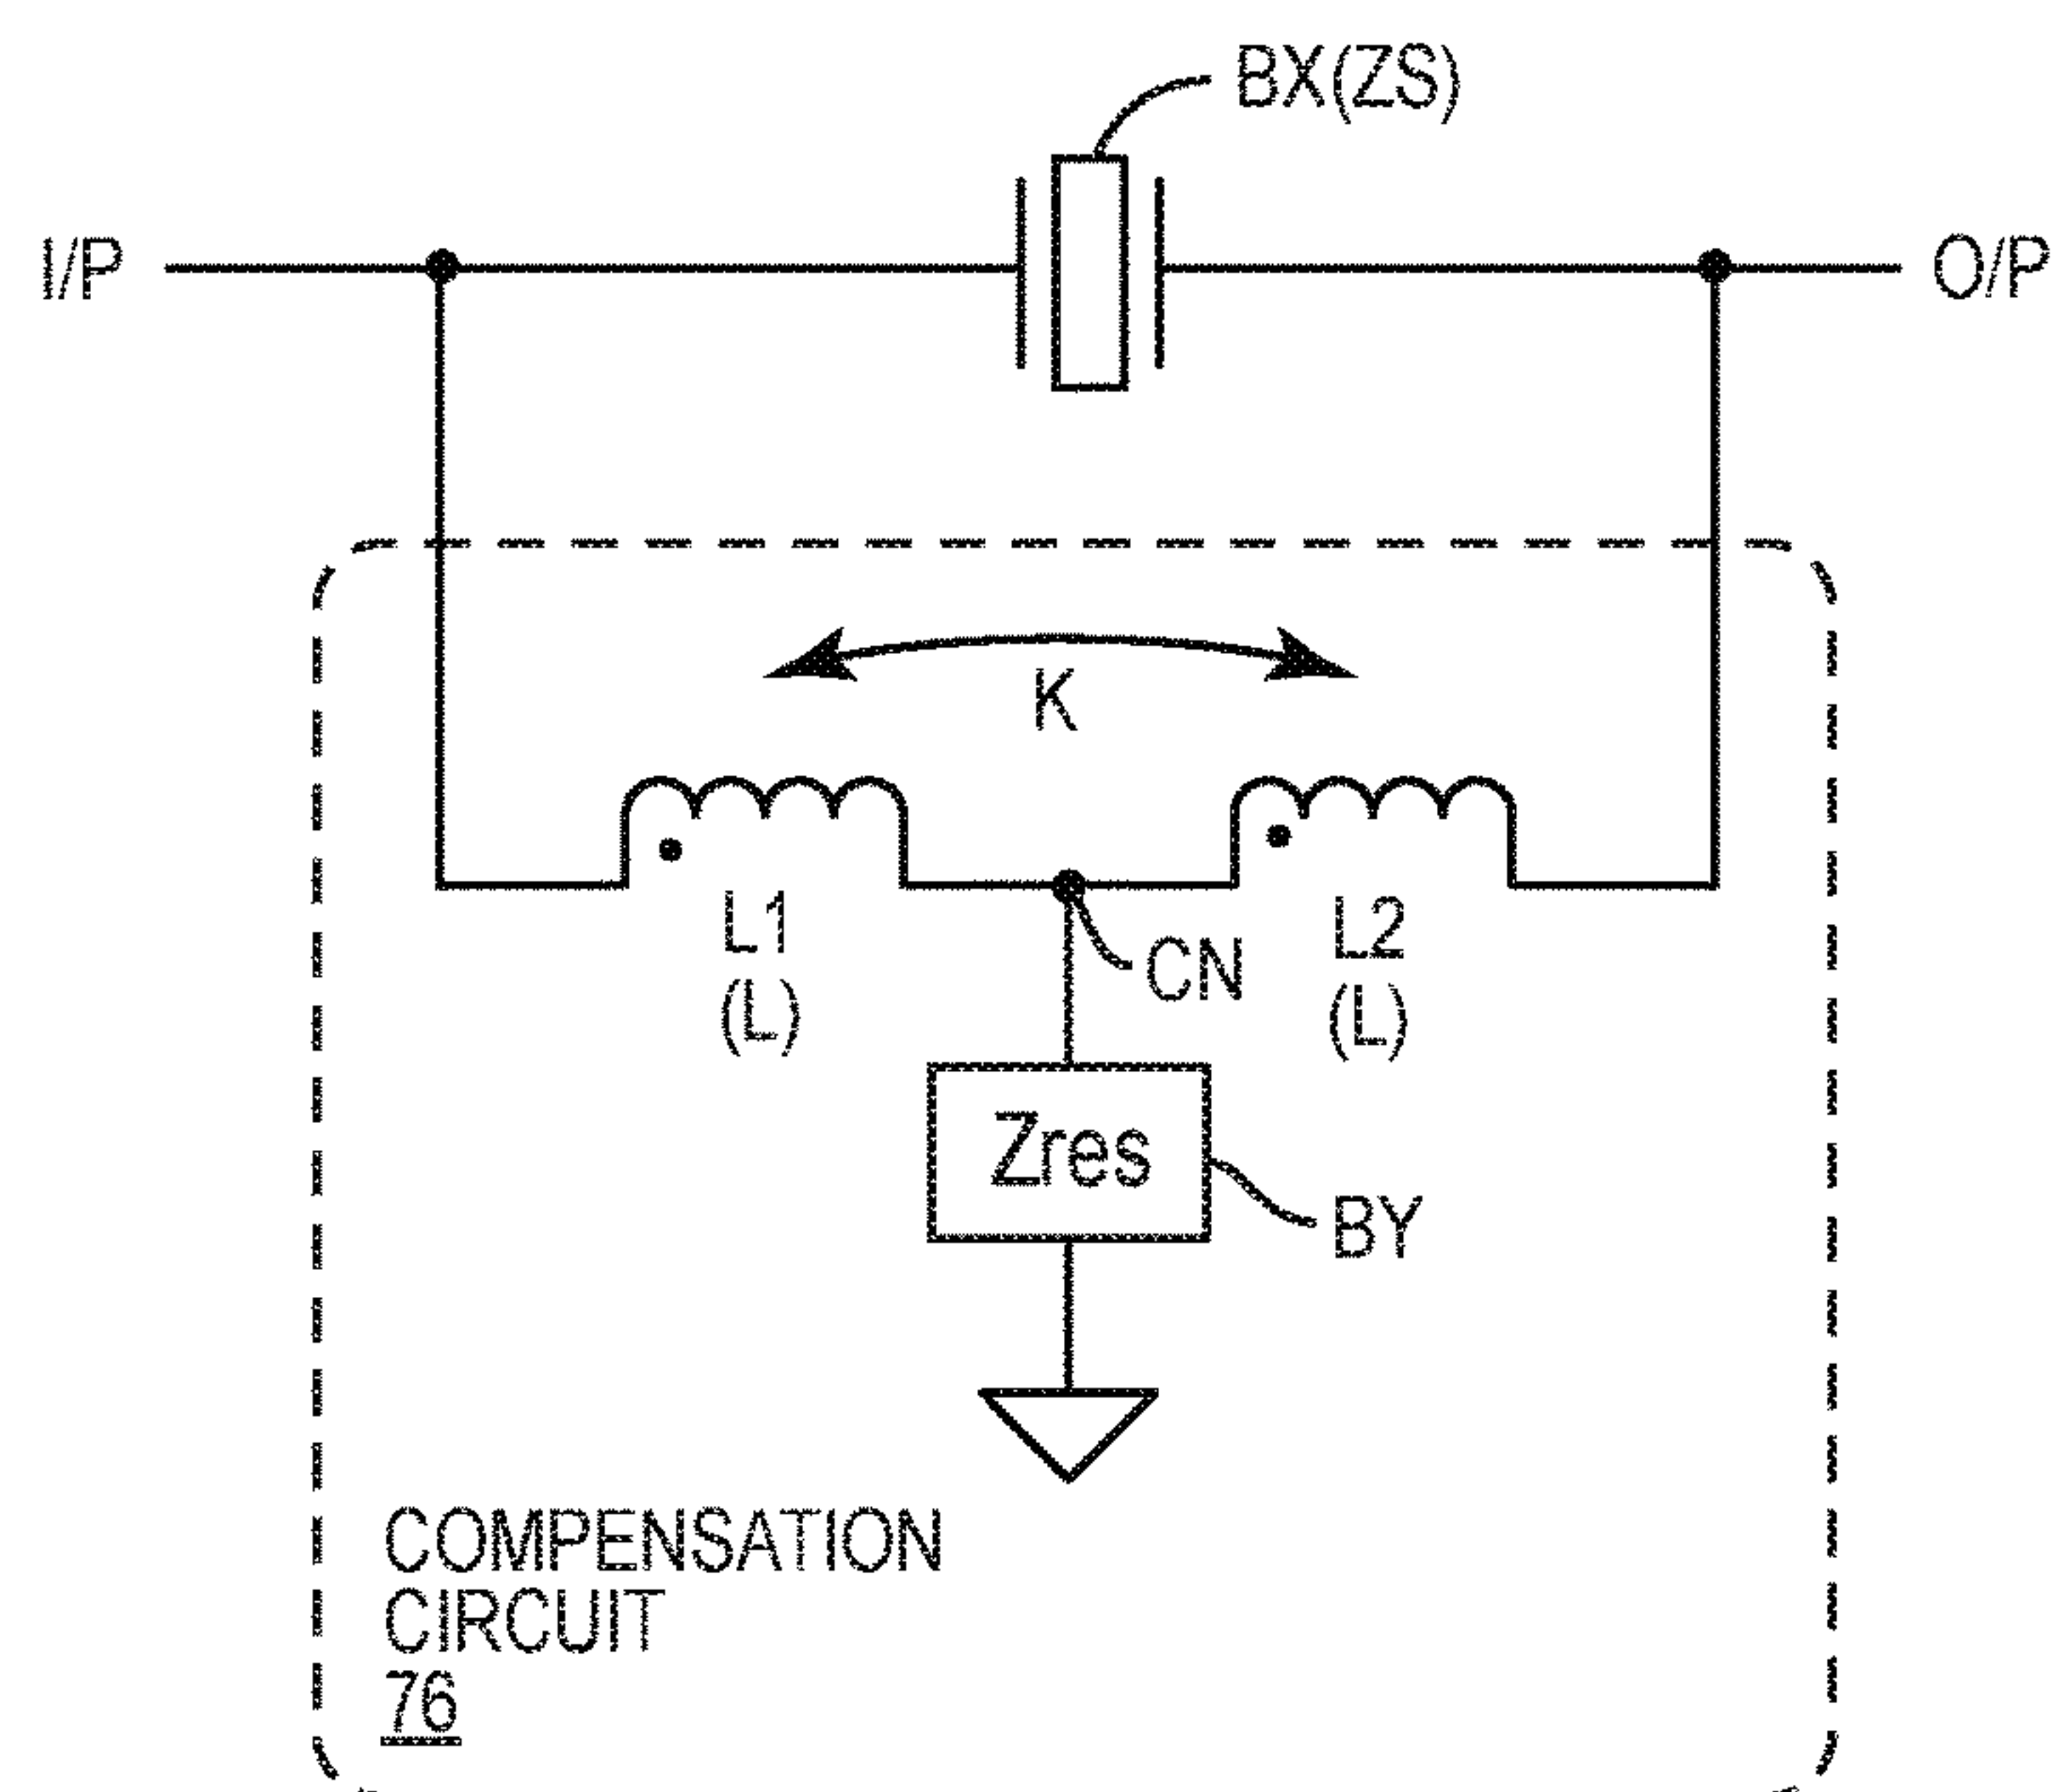 BX(ZS)
I/P
O/P
K
L1
(L)
CN
L2
(L)
Zres
BY
COMPENSATION
CIRCUIT
76